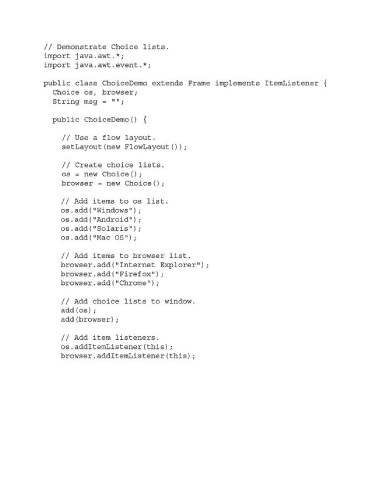 // Demonstrate Choice lists.
import java.awt.*;
import java.awt.event.*;

public class ChoiceDemo extends Frame implements ItemListener {
  Choice os, browser;
  String msg = "";

  public ChoiceDemo() {

    // Use a flow layout.
    setLayout(new FlowLayout());

    // Create choice lists.
    os = new Choice();
    browser = new Choice();

    // Add items to os list.
    os.add("Windows");
    os.add("Android");
    os.add("Solaris");
    os.add("Mac OS");

    // Add items to browser list.
    browser.add("Internet Explorer");
    browser.add("Firefox");
    browser.add("Chrome");

    // Add choice lists to window.
    add(os);
    add(browser);

    // Add item listeners.
    os.addItemListener(this);
    browser.addItemListener(this);